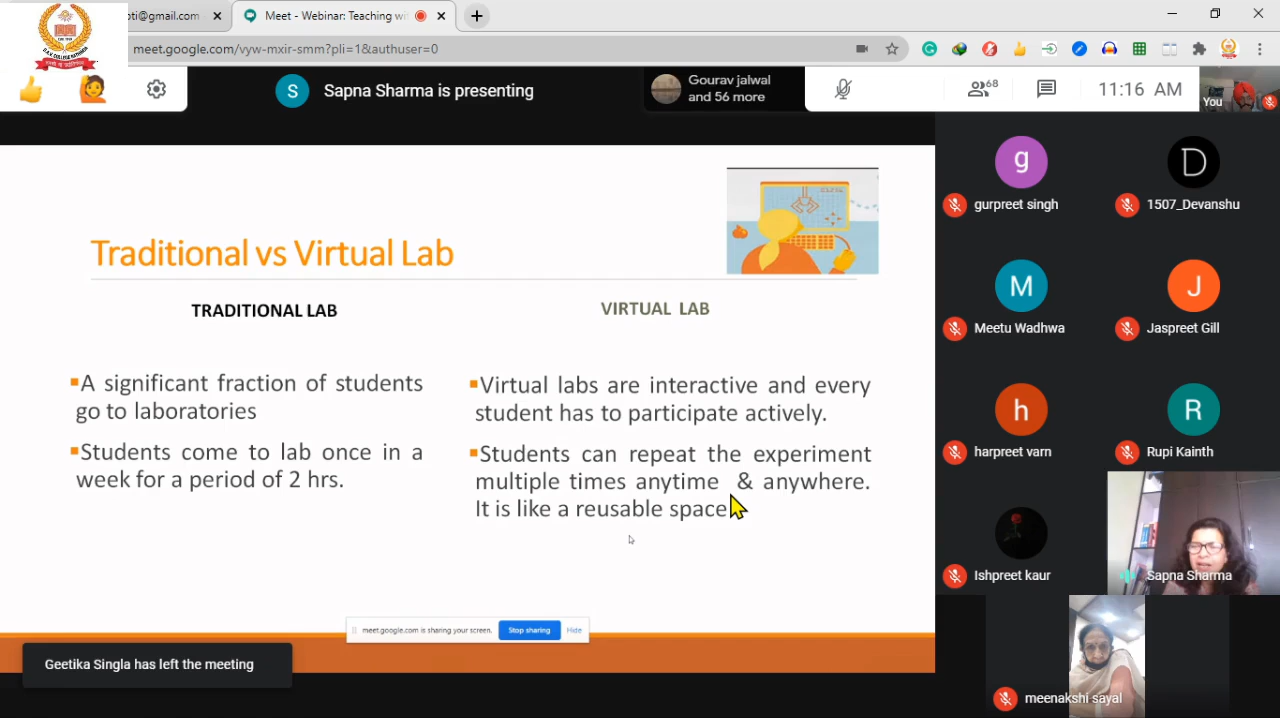 oti@gmail.com
Meet - Webinar: Teaching wit
meet.google.com/vyw-mxir-smm?pli=1&authuser=0
S
Sapna Sharma is presenting
Gourav jalwal
and 56 more
68
11:16 AM
You
Traditional vs Virtual Lab
TRADITIONAL LAB
▪A significant fraction of students
go to laboratories
▪Students come to lab once in a
week for a period of 2 hrs.
VIRTUAL LAB
▪Virtual labs are interactive and every
student has to participate actively.
▪Students can repeat the experiment
multiple times anytime & anywhere.
It is like a reusable space
meet.google.com is sharing your screen.
Stop sharing
Hide
Geetika Singla has left the meeting
g
gurpreet singh
D
1507_Devanshu
M
Meetu Wadhwa
J
Jaspreet Gill
h
harpreet varn
R
Rupi Kainth
Ishpreet kaur
Sapna Sharma
meenakshi sayal